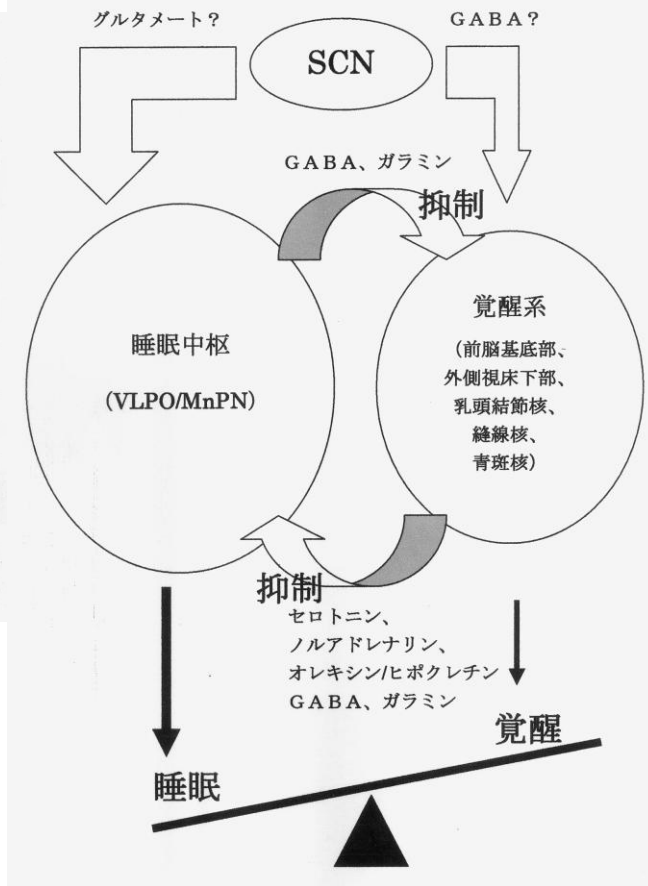 グルタメート？
GABA？
SCN
GABA、ガラミン
抑制
睡眠中枢
(VLPO/MnPN)
覚醒系
(前脳基底部、
外側視床下部、
乳頭結節核、
縫線核、
青斑核)
抑制
セロトニン、
ノルアドレナリン、
オレキシン/ヒポクレチン
GABA、ガラミン
覚醒
睡眠